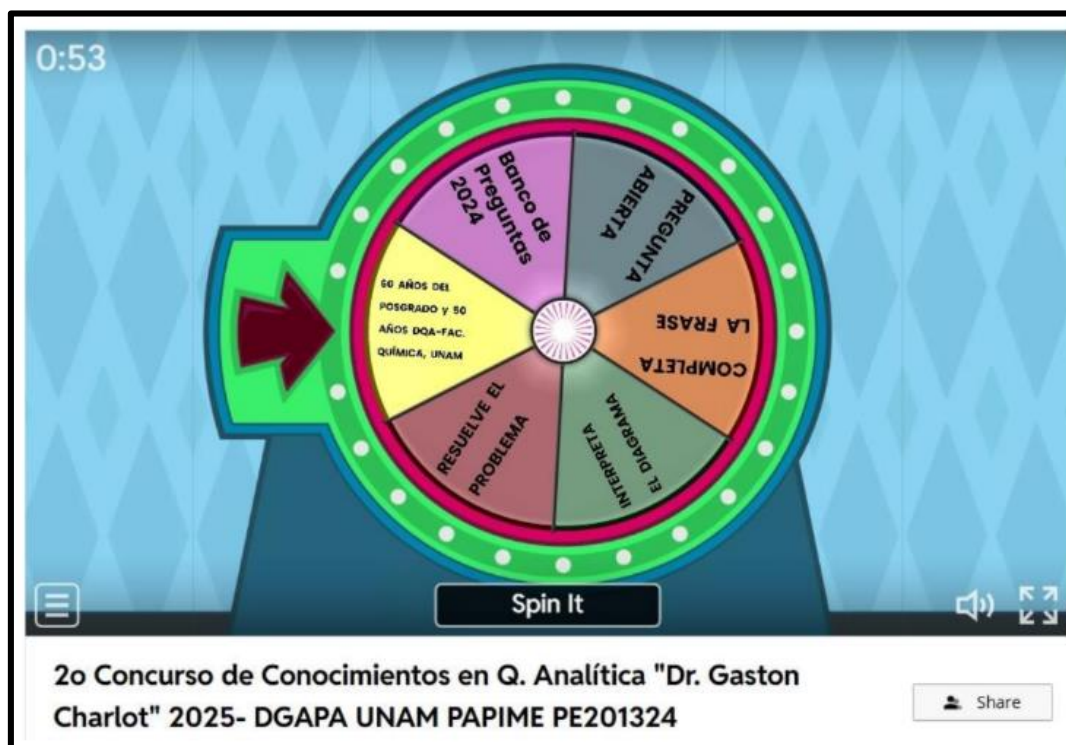 0:53
Banco de
Preguntas
2024
PREGUNTA
ABIERTA
COMPLETA
LA FRASE
INTERPRETA
EL DIAGRAMA
RESUELVE EL
PROBLEMA
60 AÑOS DEL
POSGRADO y 50
AÑOS DQA-FAC.
QUÍMICA, UNAM
Spin It
2o Concurso de Conocimientos en Q. Analítica "Dr. Gaston
Charlot" 2025- DGAPA UNAM PAPIME PE201324
Share